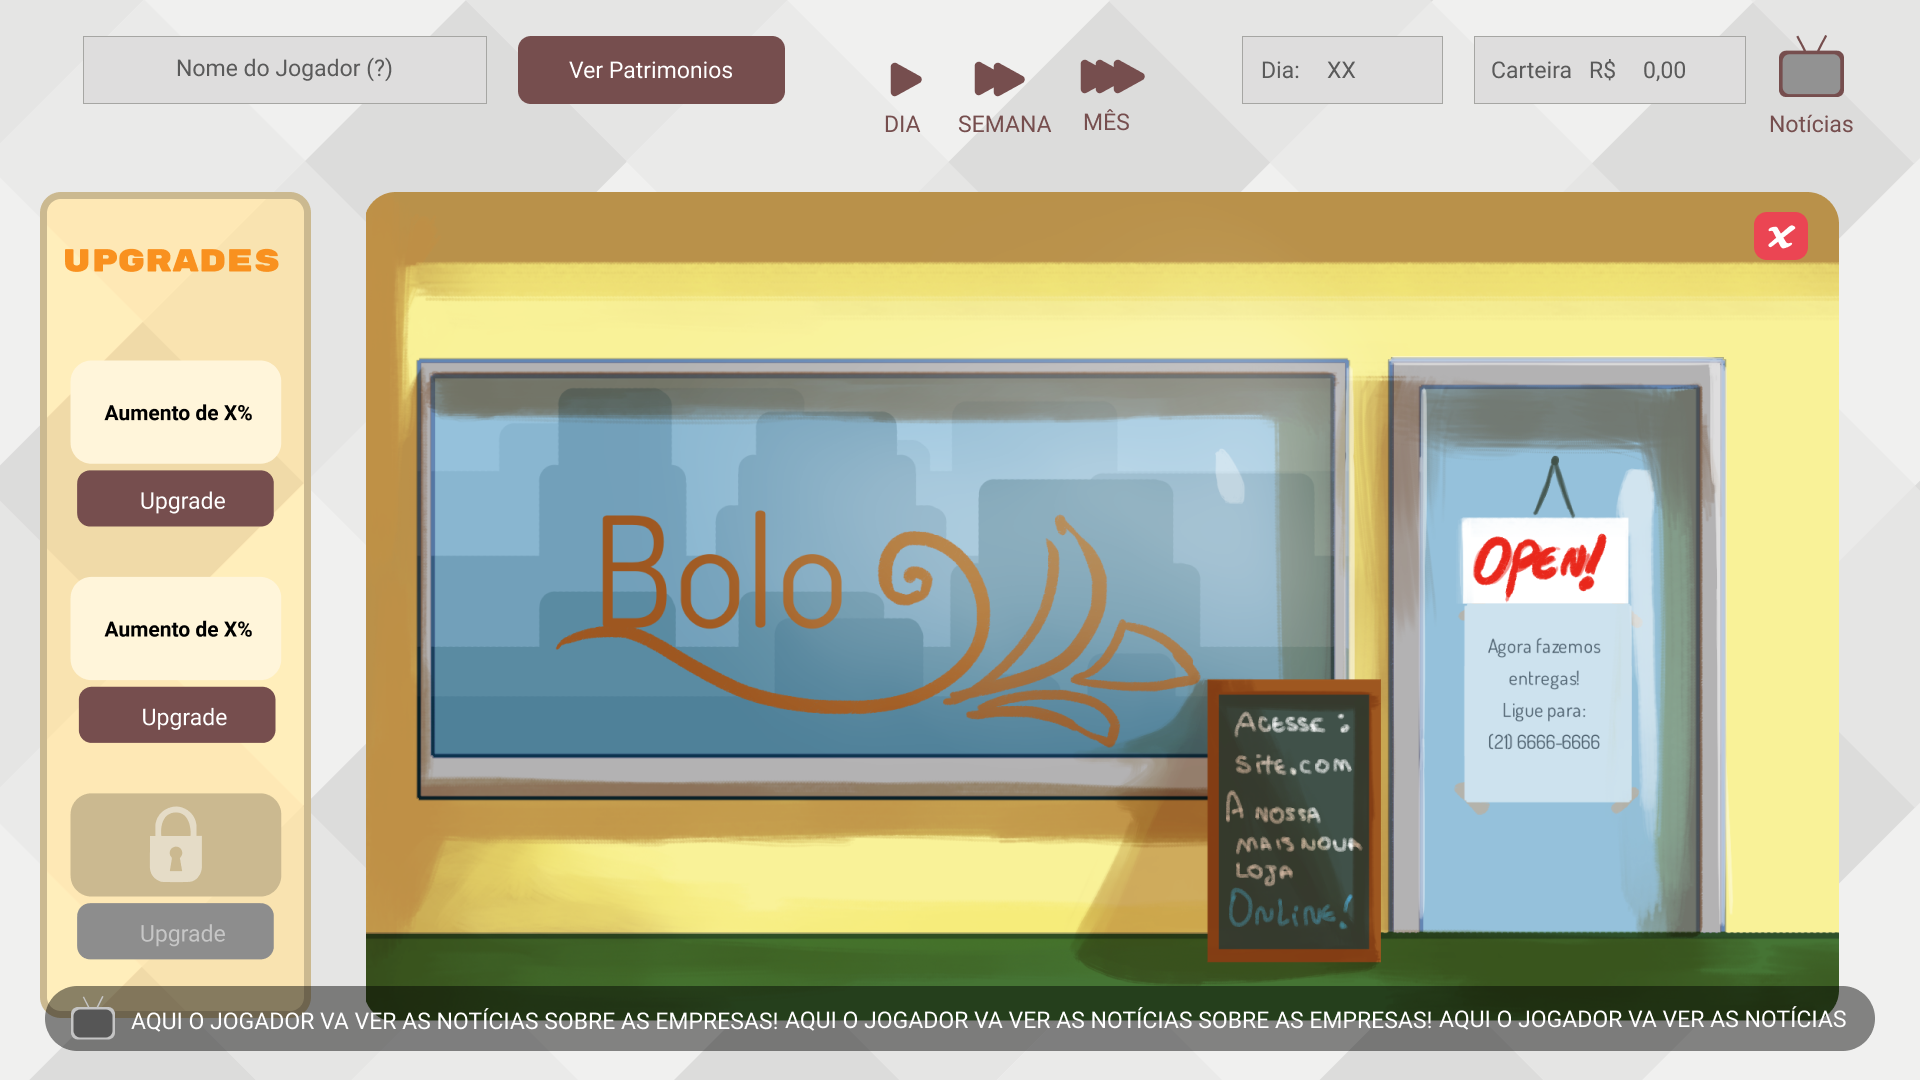 Nome do Jogador (?)
Ver Patrimonios
DIA
SEMANA
MÊS
Dia: XX
Carteira R$ 0,00
Notícias
UPGRADES
Aumento de X%
Upgrade
Aumento de X%
Upgrade
Upgrade
x
Bolo
OPEN!
Agora fazemos
entregas!
Ligue para:
(21) 6666-6666
Acesse:
site.com
A NOSSA
MAIS NOVA
LOJA
ONLINE!
AQUI O JOGADOR VA VER AS NOTÍCIAS SOBRE AS EMPRESAS! AQUI O JOGADOR VA VER AS NOTÍCIAS SOBRE AS EMPRESAS! AQUI O JOGADOR VA VER AS NOTÍCIAS